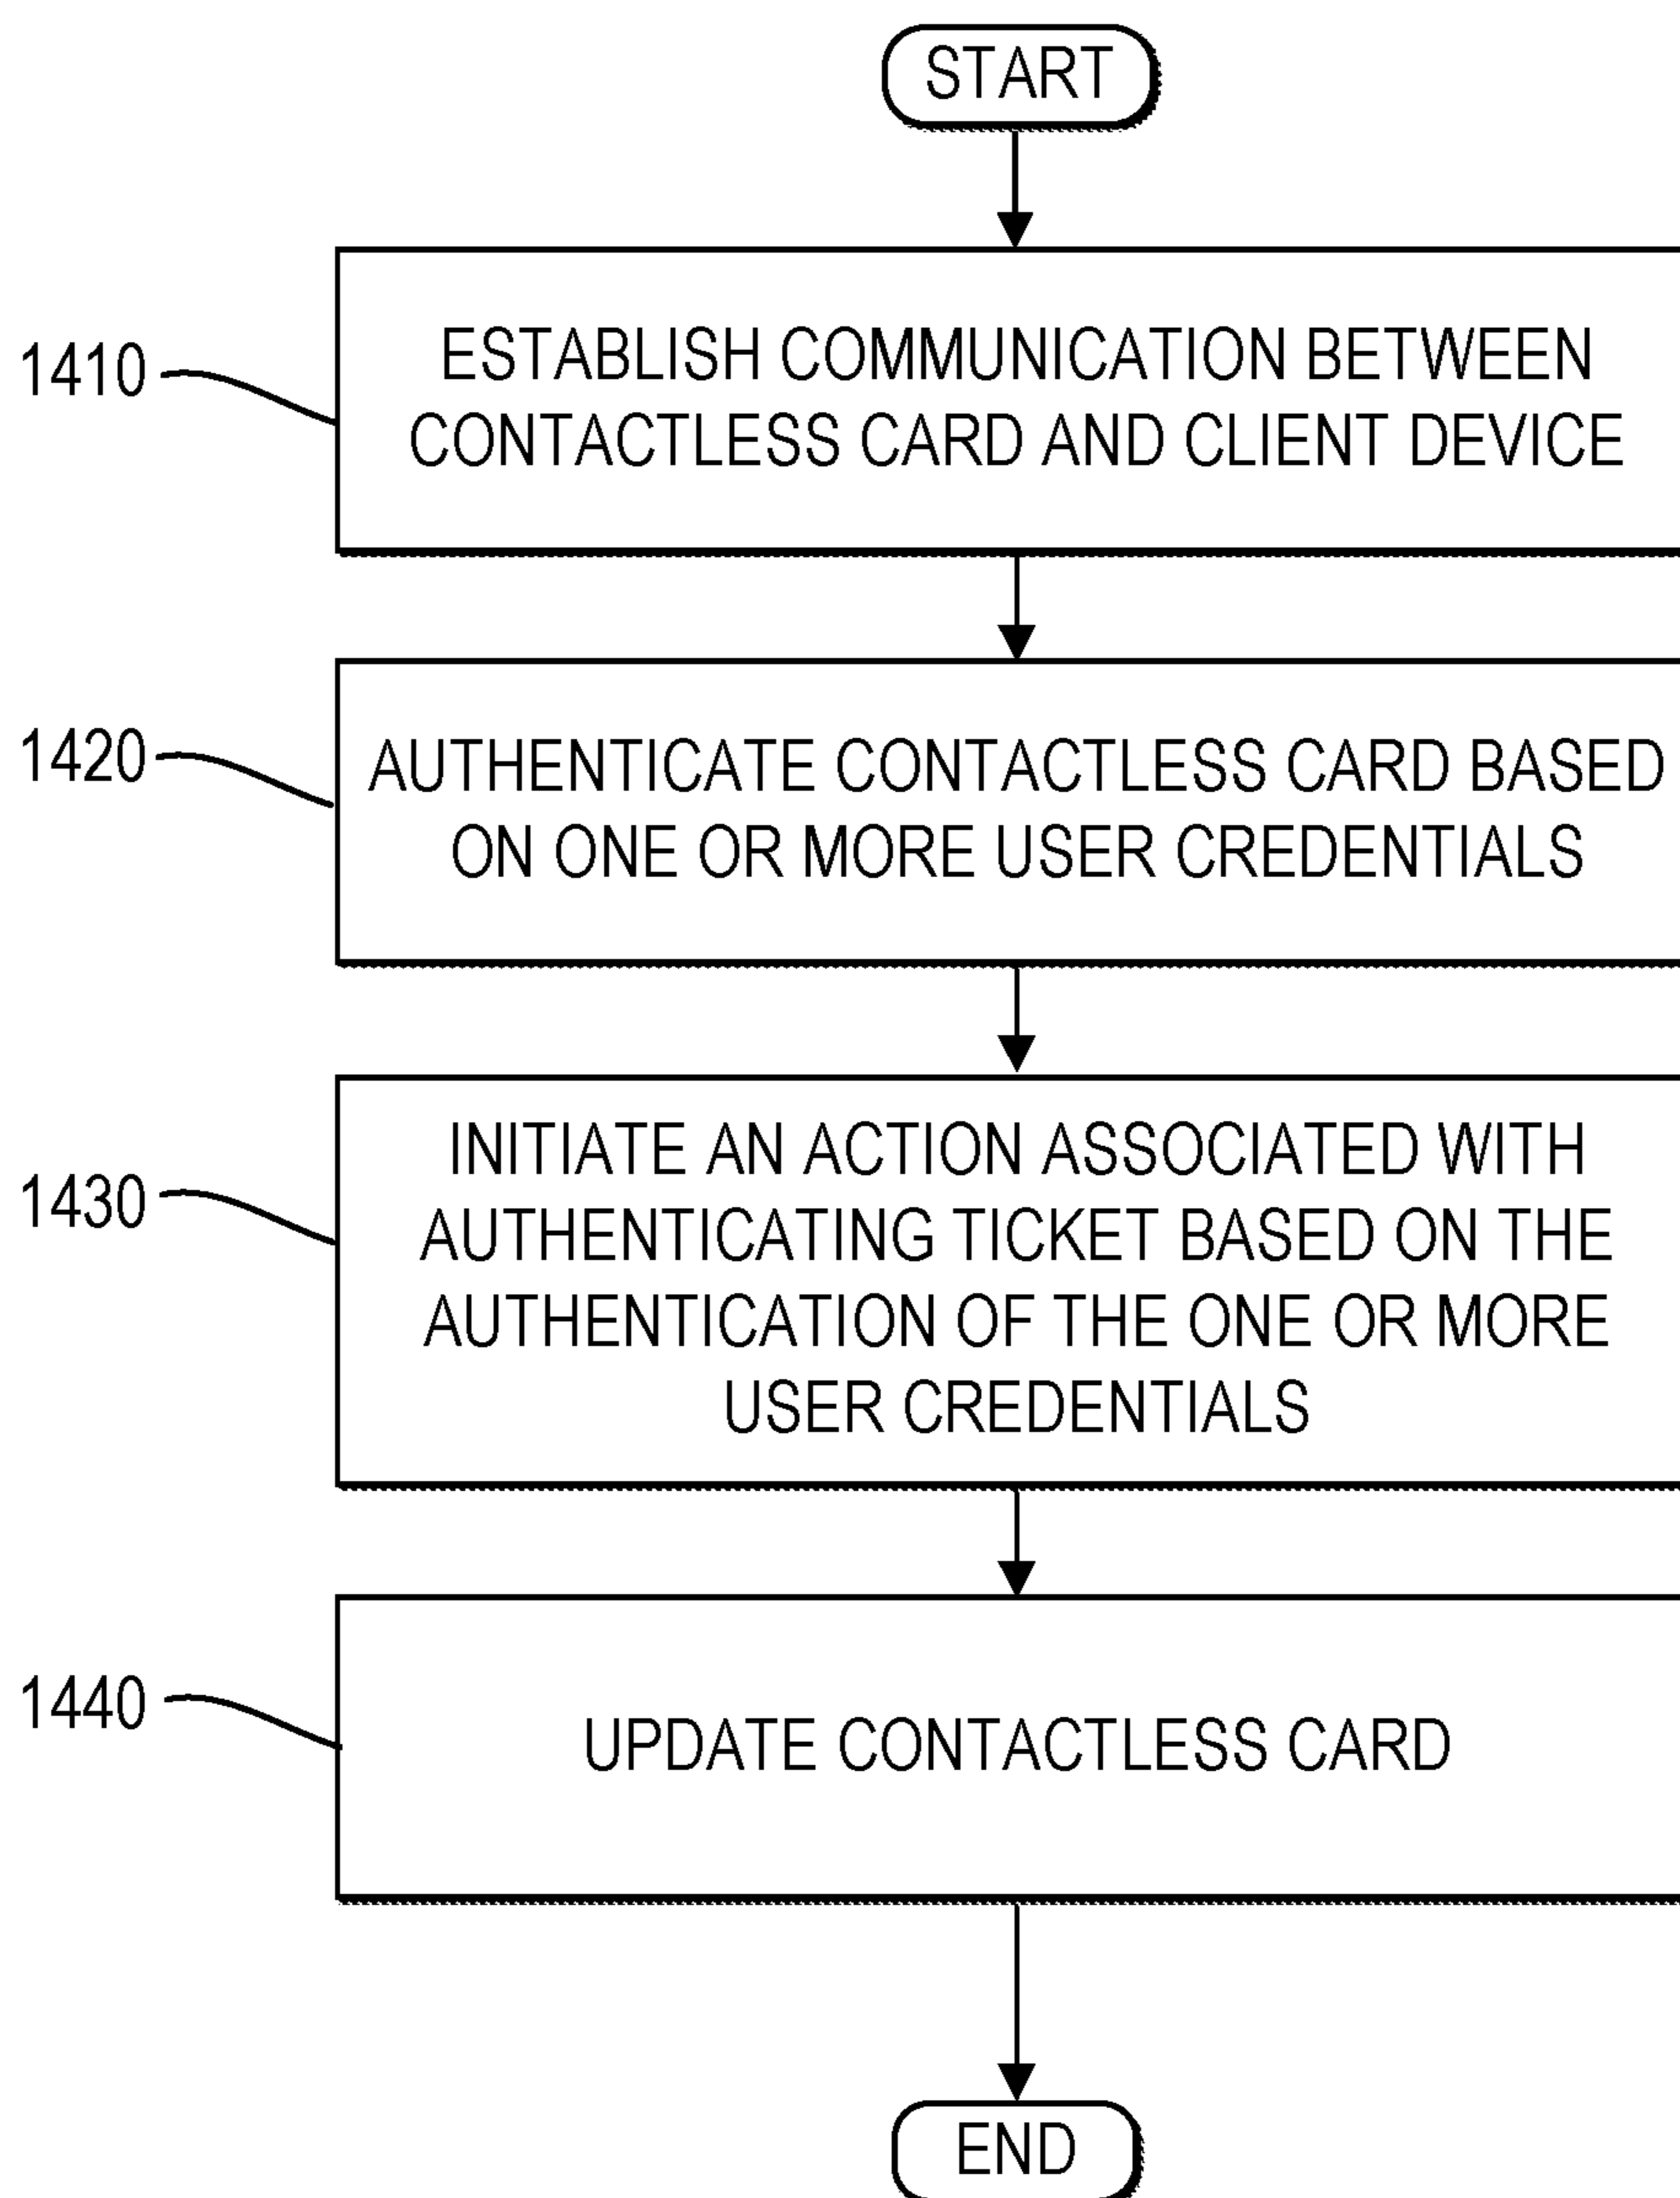 START
1410
ESTABLISH COMMUNICATION BETWEEN
CONTACTLESS CARD AND CLIENT DEVICE
1420
AUTHENTICATE CONTACTLESS CARD BASED
ON ONE OR MORE USER CREDENTIALS
1430
INITIATE AN ACTION ASSOCIATED WITH
AUTHENTICATING TICKET BASED ON THE
AUTHENTICATION OF THE ONE OR MORE
USER CREDENTIALS
1440
UPDATE CONTACTLESS CARD
END